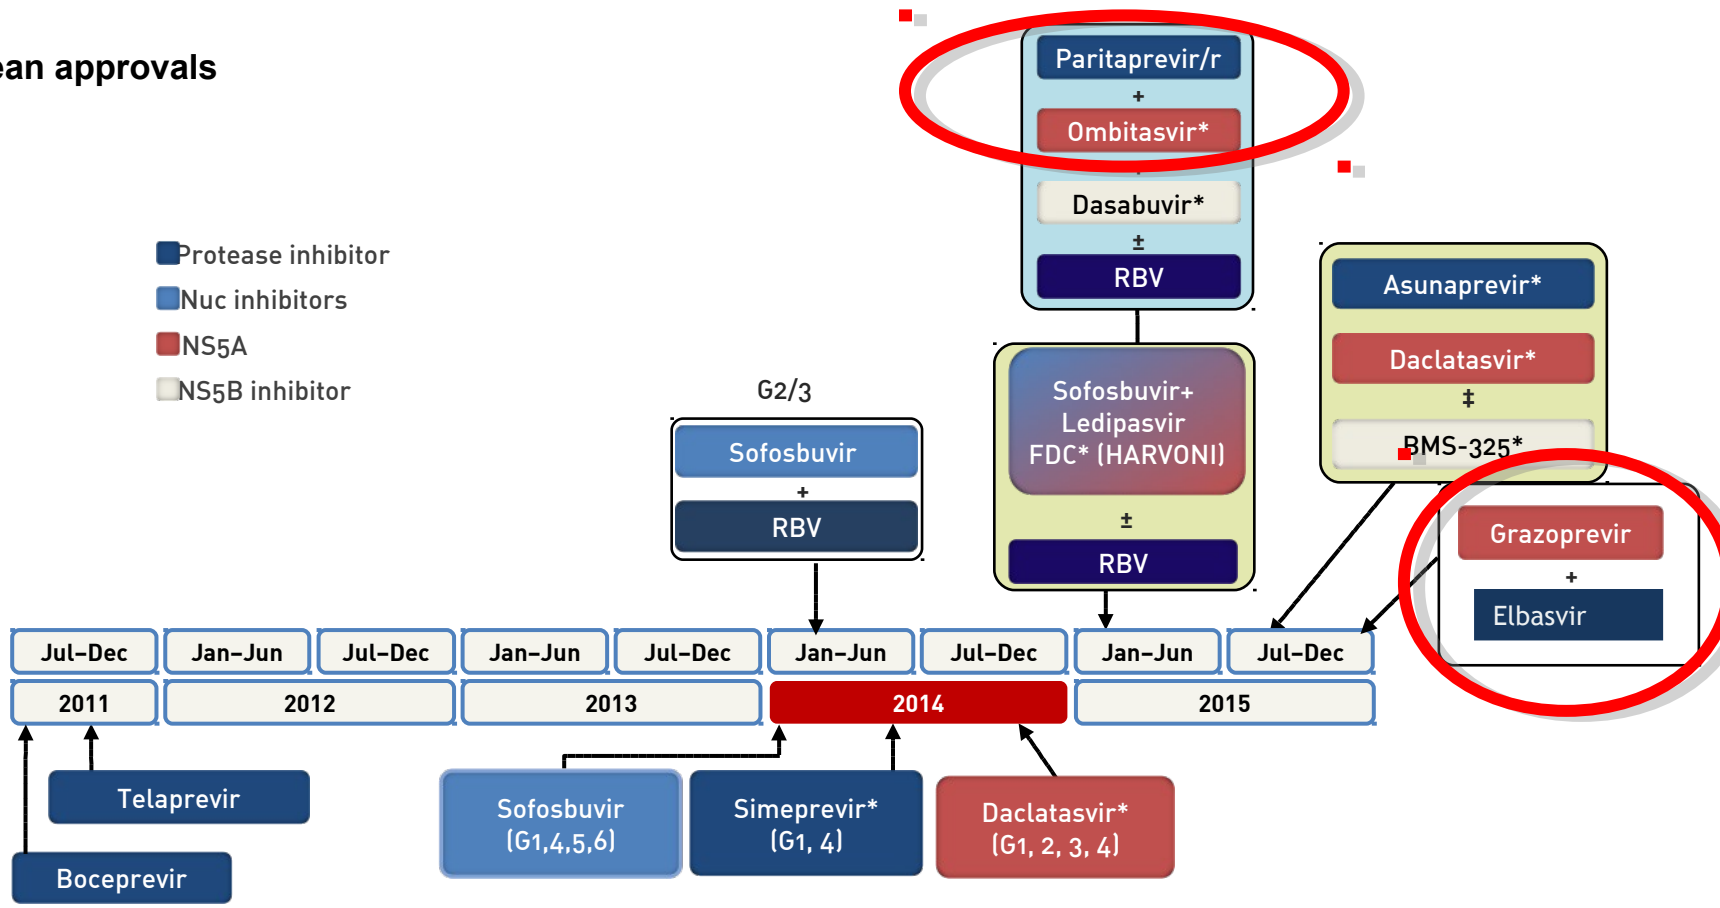 ean approvals
Protease inhibitor
Nuc inhibitors
NS5A
NS5B inhibitor
Paritaprevir/r
+
Ombitasvir*
Dasabuvir*
±
RBV
G2/3
Sofosbuvir
+
RBV
Sofosbuvir+
Ledipasvir
FDC* (HARVONI)
±
RBV
Asunaprevir*
Daclatasvir*
‡
BMS-325*
Grazoprevir
+
Elbasvir
Jul–Dec Jan–Jun Jul–Dec Jan–Jun Jul–Dec Jan–Jun Jul–Dec Jan–Jun Jul–Dec
2011 2012 2013 2014 2015
Telaprevir
Boceprevir
Sofosbuvir
(G1,4,5,6)
Simeprevir*
(G1, 4)
Daclatasvir*
(G1, 2, 3, 4)